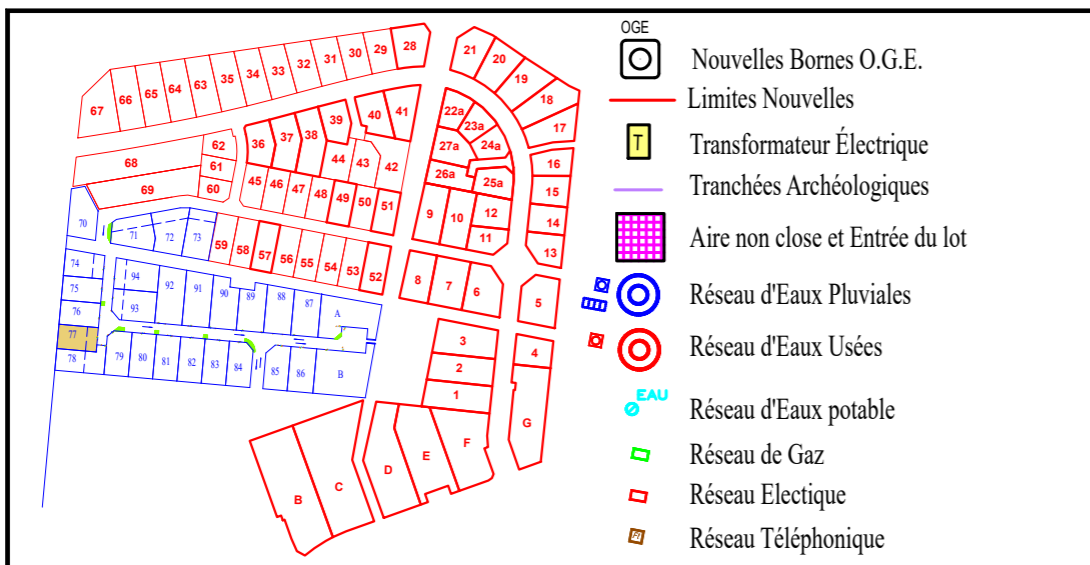 67 66 65 64 63 35 34 33 32 31 30 29 28
21 20 19 18 17
36 37 38 39 40 41
22a 23a 24a 27a 26a 25a
62 61 60
68
69
44 43 42
45 46 47 48 49 50 51
16 15 14 13
9 10 12 11
70 71 72 73
59 58 57 56 55 54 53 52
8 7 6 5
74 75 76 77 78
94 93 92 91 90 89 88 87 A
79 80 81 82 83 84 85 86 B
3 2 1
4 G
B C D E F
OGE
Nouvelles Bornes O.G.E.
Limites Nouvelles
T
Transformateur Électrique
Tranchées Archéologiques
Aire non close et Entrée du lot
Réseau d'Eaux Pluviales
Réseau d'Eaux Usées
EAU
Réseau d'Eaux potable
Réseau de Gaz
Réseau Electique
Réseau Téléphonique